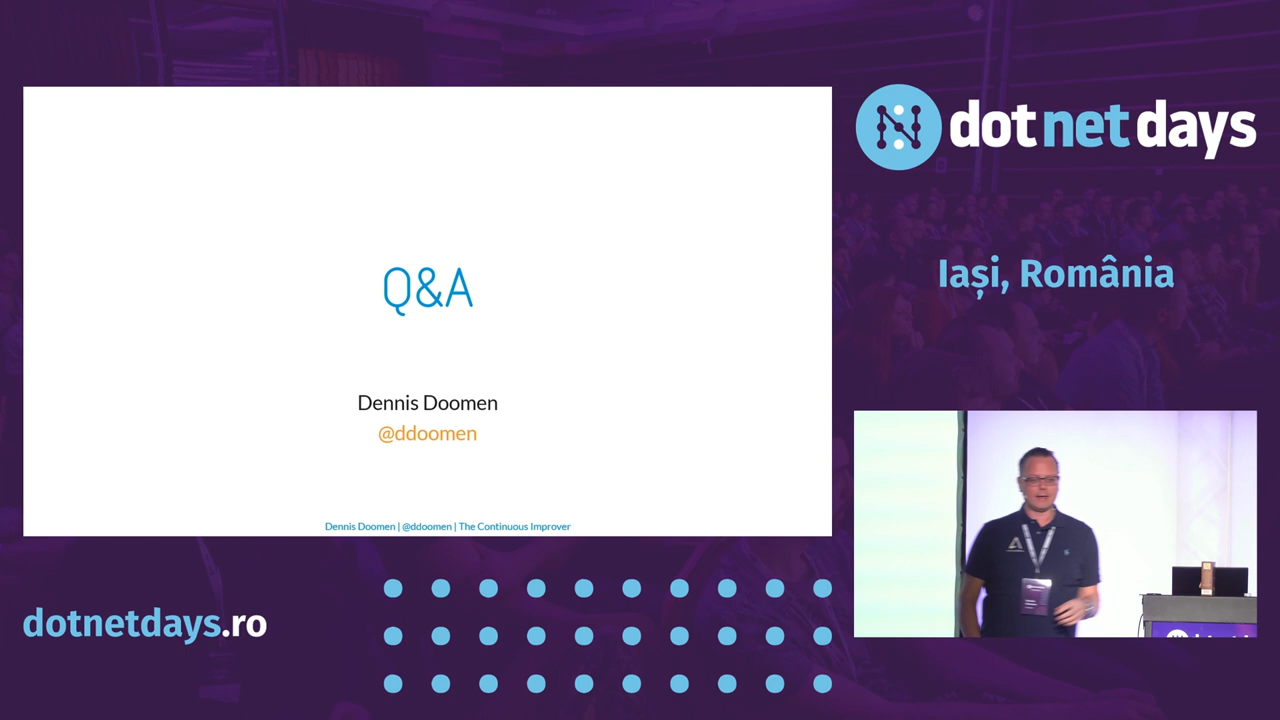 Q&A
Dennis Doomen
@ddoomen
Dennis Doomen | @ddoomen | The Continuous Improver
dotnetdays
Iași, România
dotnetdays.ro